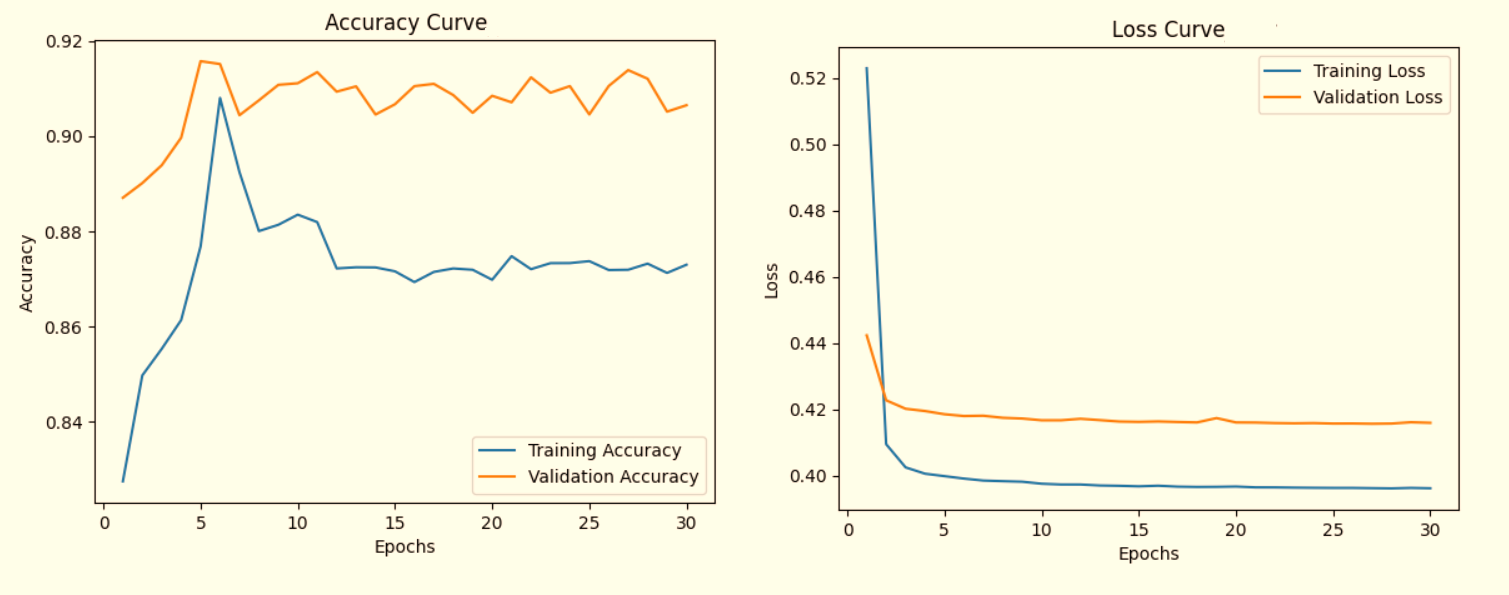 Accuracy Curve
0.92
0.90
0.88
0.86
0.84
Accuracy
0 5 10 15 20 25 30
Epochs
Training Accuracy
Validation Accuracy
Loss Curve
0.52
0.50
0.48
0.46
0.44
0.42
0.40
Loss
0 5 10 15 20 25 30
Epochs
Training Loss
Validation Loss